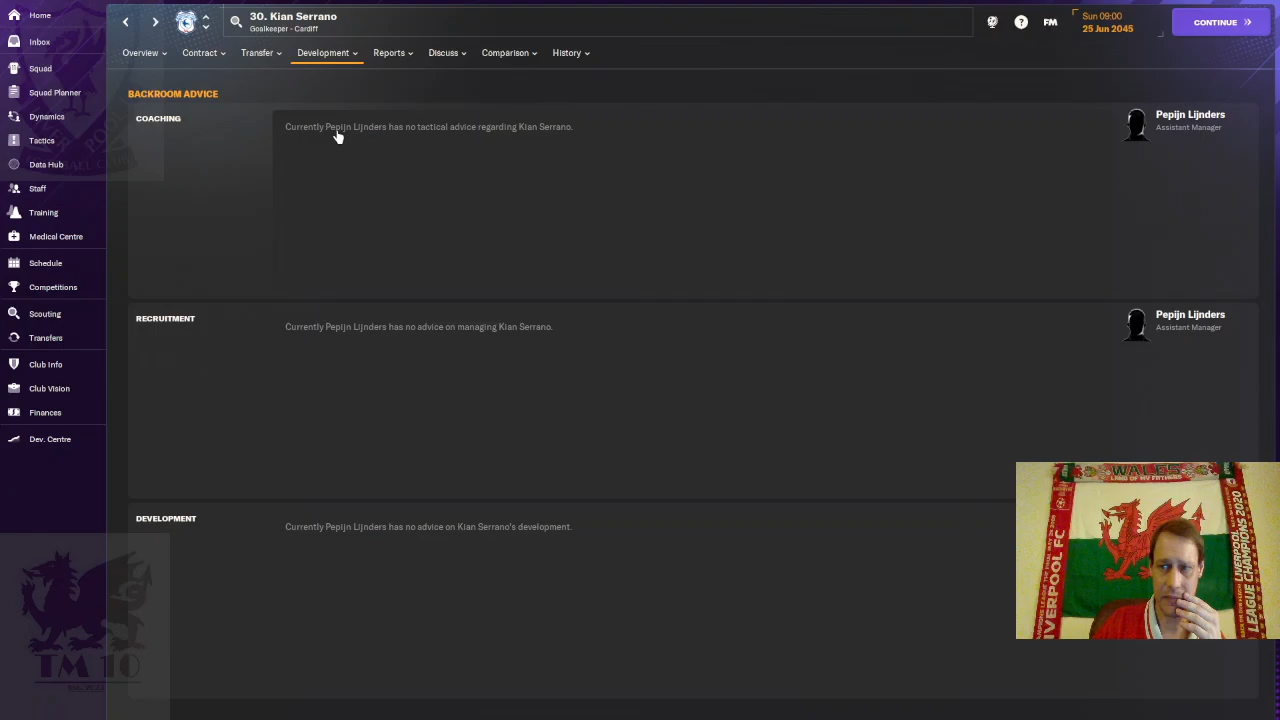 Home
Inbox
Squad
Squad Planner
Dynamics
Tactics
Data Hub
Staff
Training
Medical Centre
Schedule
Competitions
Scouting
Transfers
Club Info
Club Vision
Finances
Dev. Centre
30. Kian Serrano
Goalkeeper - Cardiff
FM
Sun 09:00
25 Jun 2045
CONTINUE
Overview
Contract
Transfer
Development
Reports
Discuss
Comparison
History
BACKROOM ADVICE
COACHING
Currently Pepijn Lijnders has no tactical advice regarding Kian Serrano.
Pepijn Lijnders
Assistant Manager
RECRUITMENT
Currently Pepijn Lijnders has no advice on managing Kian Serrano.
Pepijn Lijnders
Assistant Manager
DEVELOPMENT
Currently Pepijn Lijnders has no advice on Kian Serrano's development.
WALES
LAND OF MY FATHERS
LIVERPOOL FC
LIVERPOOL
LEAGUE CHAMPIONS 2020
TM 10